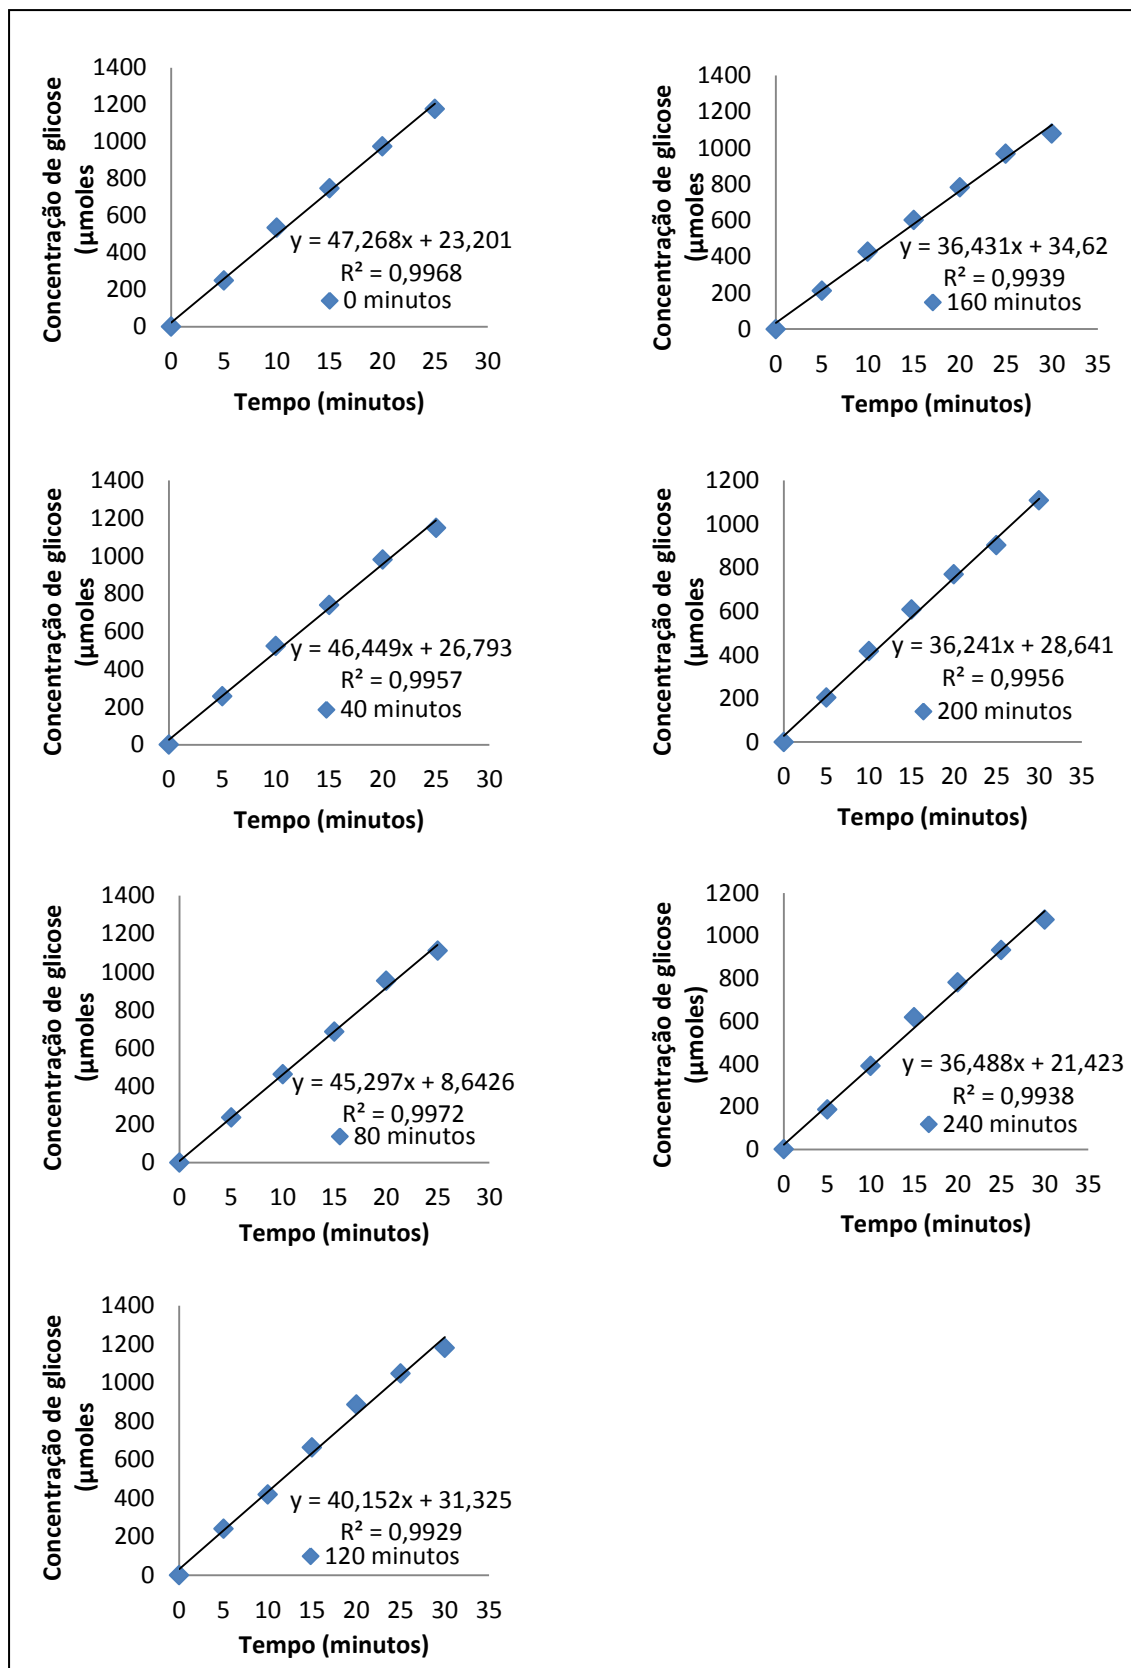 Concentração de glicose
(µmoles
1400
1200
1000
800
600
400
200
0
y = 47,268x + 23,201
R² = 0,9968
0 minutos
0 5 10 15 20 25 30
Tempo (minutos)
Concentração de glicose
(µmoles
1400
1200
1000
800
600
400
200
0
y = 36,431x + 34,62
R² = 0,9939
160 minutos
0 5 10 15 20 25 30 35
Tempo (minutos)
Concentração de glicose
(µmoles
1400
1200
1000
800
600
400
200
0
y = 46,449x + 26,793
R² = 0,9957
40 minutos
0 5 10 15 20 25 30
Tempo (minutos)
Concentração de glicose
(µmoles
1200
1000
800
600
400
200
0
y = 36,241x + 28,641
R² = 0,9956
200 minutos
0 5 10 15 20 25 30 35
Tempo (minutos)
Concentração de glicose
(µmoles
1400
1200
1000
800
600
400
200
0
y = 45,297x + 8,6426
R² = 0,9972
80 minutos
0 5 10 15 20 25 30
Tempo (minutos)
Concentração de glicose
(µmoles)
1200
1000
800
600
400
200
0
y = 36,488x + 21,423
R² = 0,9938
240 minutos
0 5 10 15 20 25 30 35
Tempo (minutos)
Concentração de glicose
(µmoles
1400
1200
1000
800
600
400
200
0
y = 40,152x + 31,325
R² = 0,9929
120 minutos
0 5 10 15 20 25 30 35
Tempo (minutos)